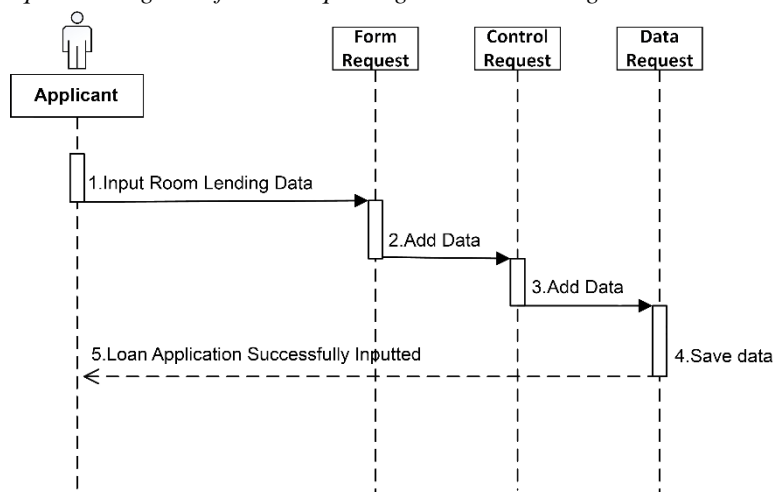 Form
Request
Control
Request
Data
Request
Applicant
1.Input Room Lending Data
2.Add Data
3.Add Data
5.Loan Application Successfully Inputted
4.Save data